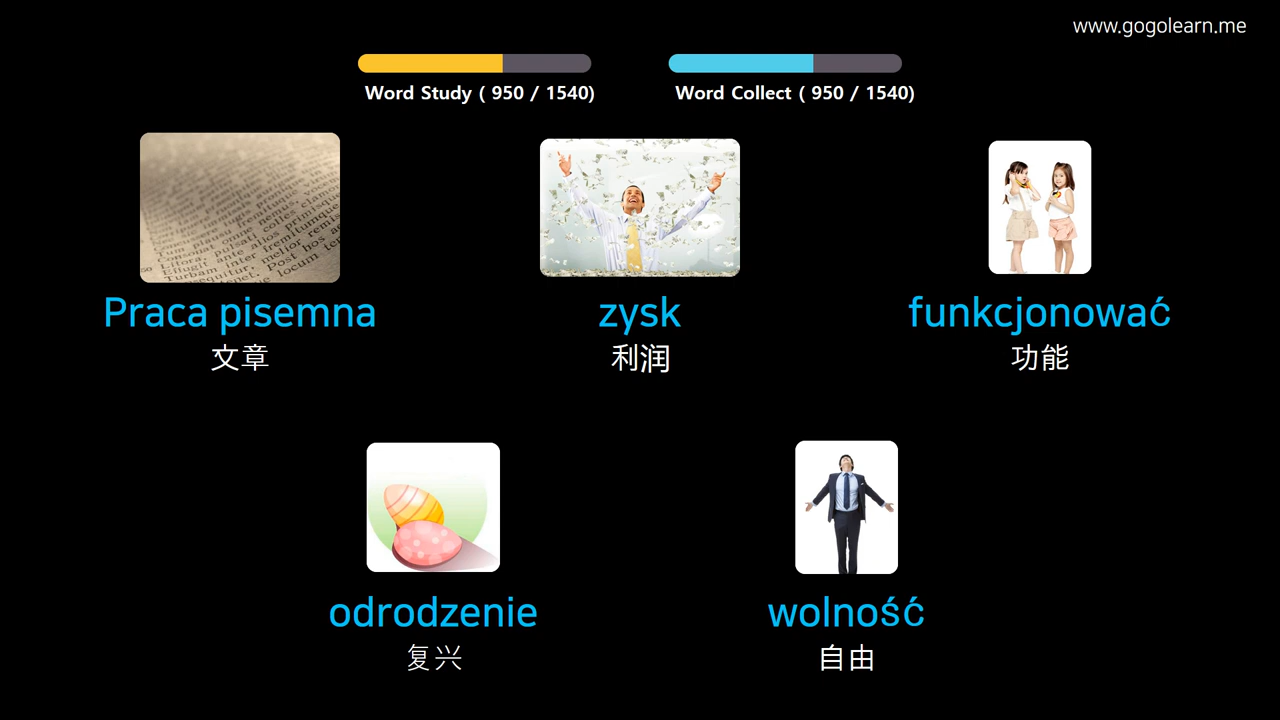 www.gogolearn.me
Word Study ( 950 / 1540)
Word Collect ( 950 / 1540)
Praca pisemna
文章
zysk
利润
funkcjonować
功能
odrodzenie
复兴
wolność
自由